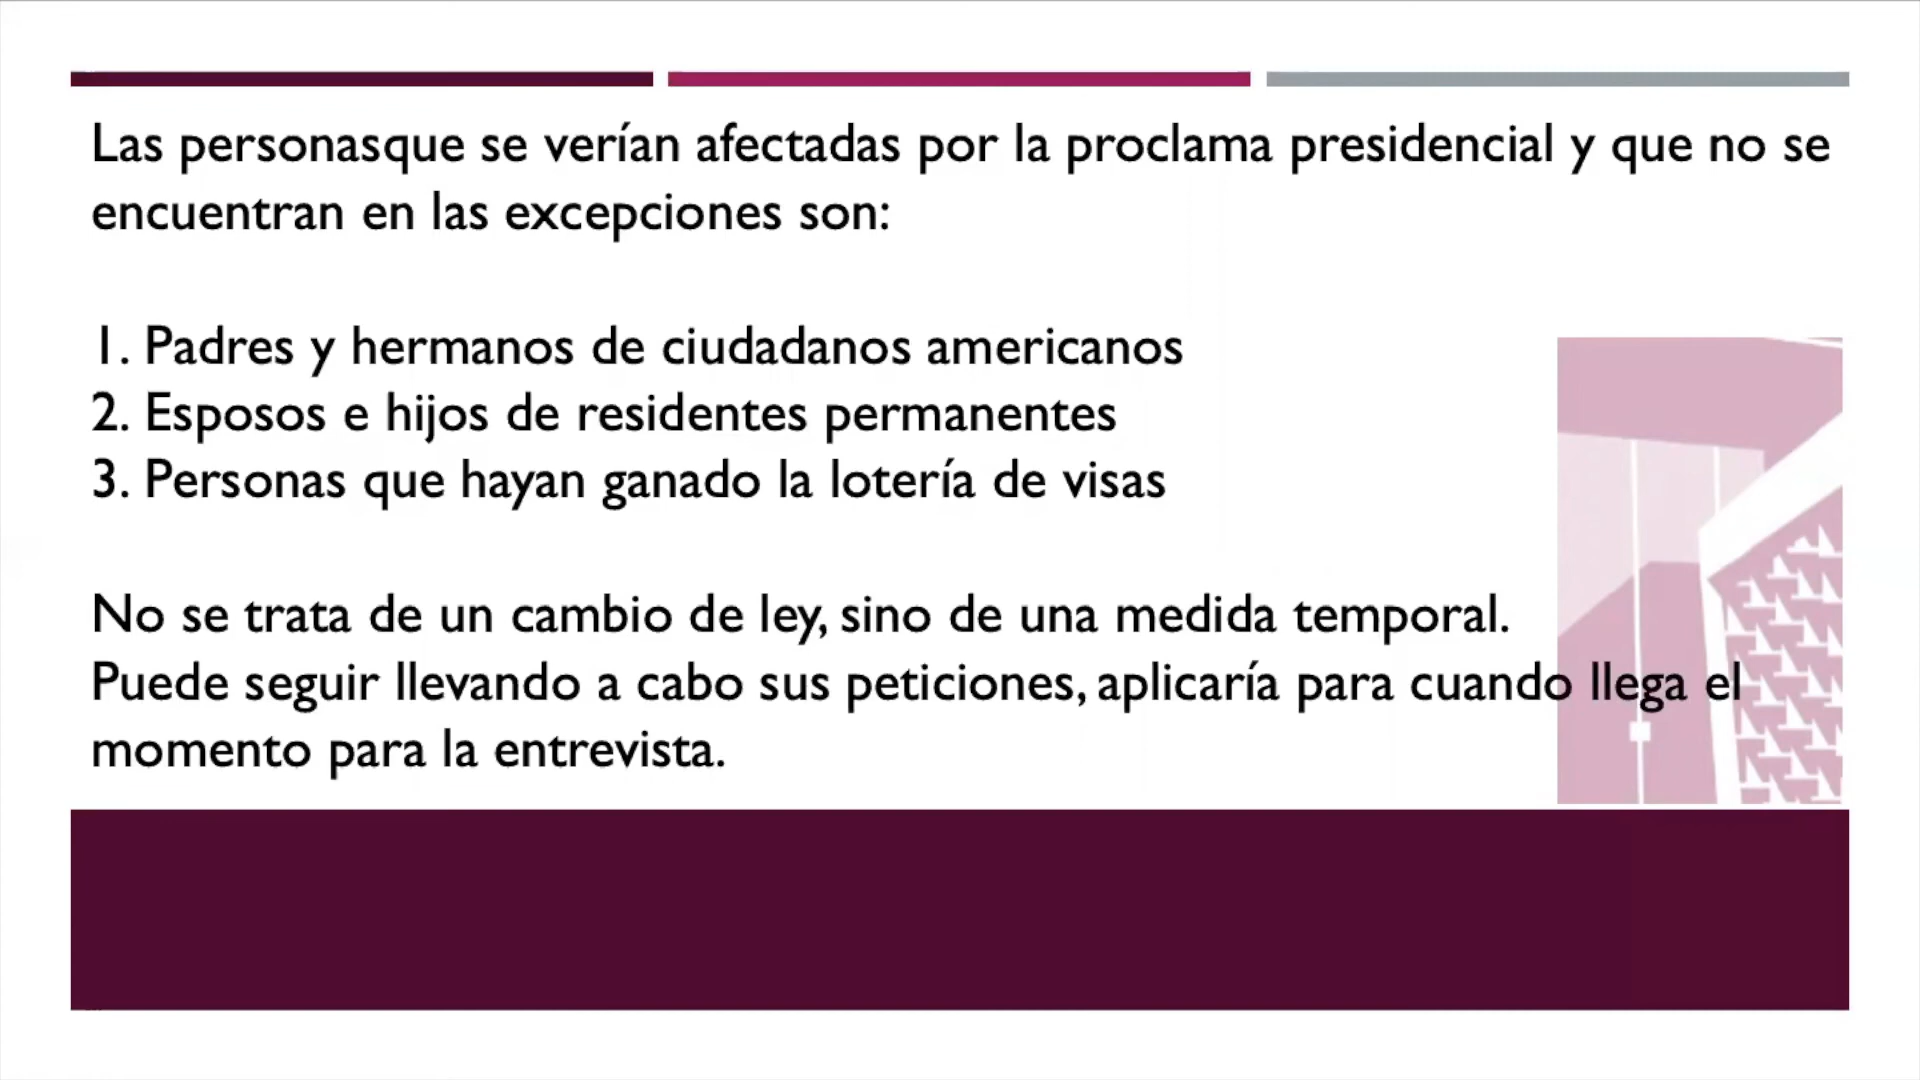 Las personasque se verían afectadas por la proclama presidencial y que no se
encuentran en las excepciones son:
1. Padres y hermanos de ciudadanos americanos
2. Esposos e hijos de residentes permanentes
3. Personas que hayan ganado la lotería de visas
No se trata de un cambio de ley, sino de una medida temporal.
Puede seguir llevando a cabo sus peticiones, aplicaría para cuando llega el
momento para la entrevista.